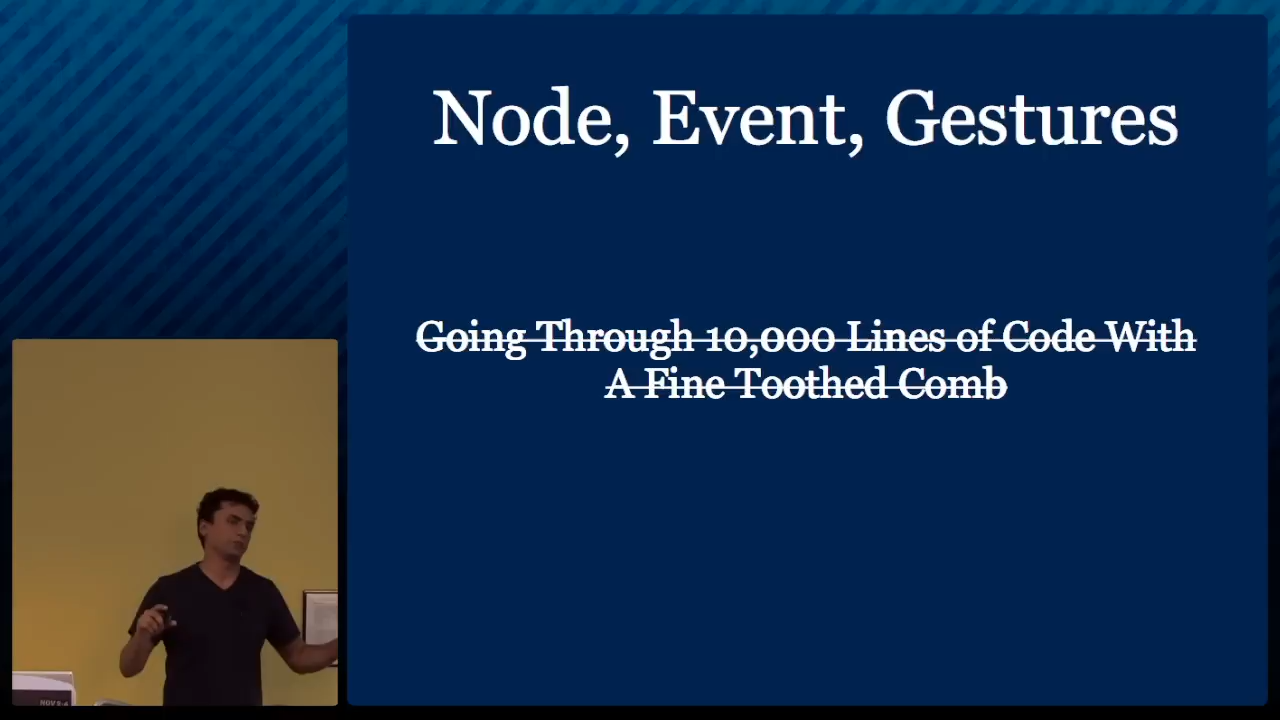 Node, Event, Gestures
Going Through 10,000 Lines of Code With
A Fine Toothed Comb